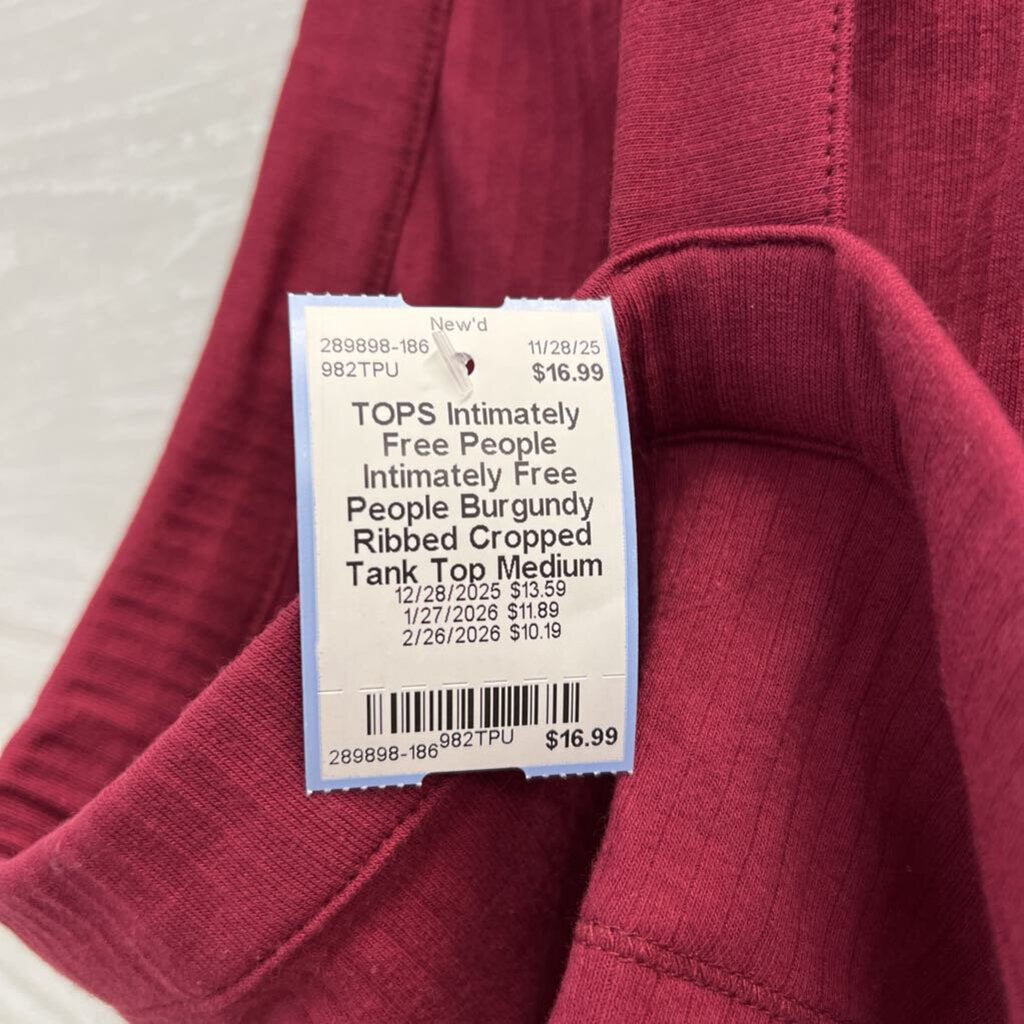 New'd
289898-186 11/28/25
982TPU $16.99
TOPS Intimately
Free People
Intimately Free
People Burgundy
Ribbed Cropped
Tank Top Medium
12/28/2025 $13.59
1/27/2026 $11.89
2/26/2026 $10.19
289898-186 982TPU $16.99